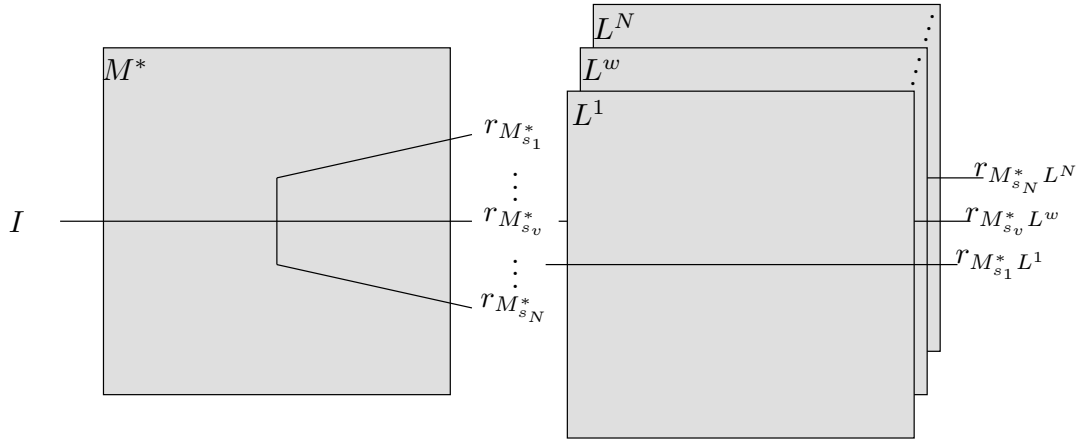 L^N
M^*
L^w
L^1
r_{M^*_{s_1}}
⋮
r_{M^*_{s_N} L^N}
I
r_{M^*_{s_v}}
r_{M^*_{s_v} L^w}
⋮
r_{M^*_{s_1} L^1}
r_{M^*_{s_N}}